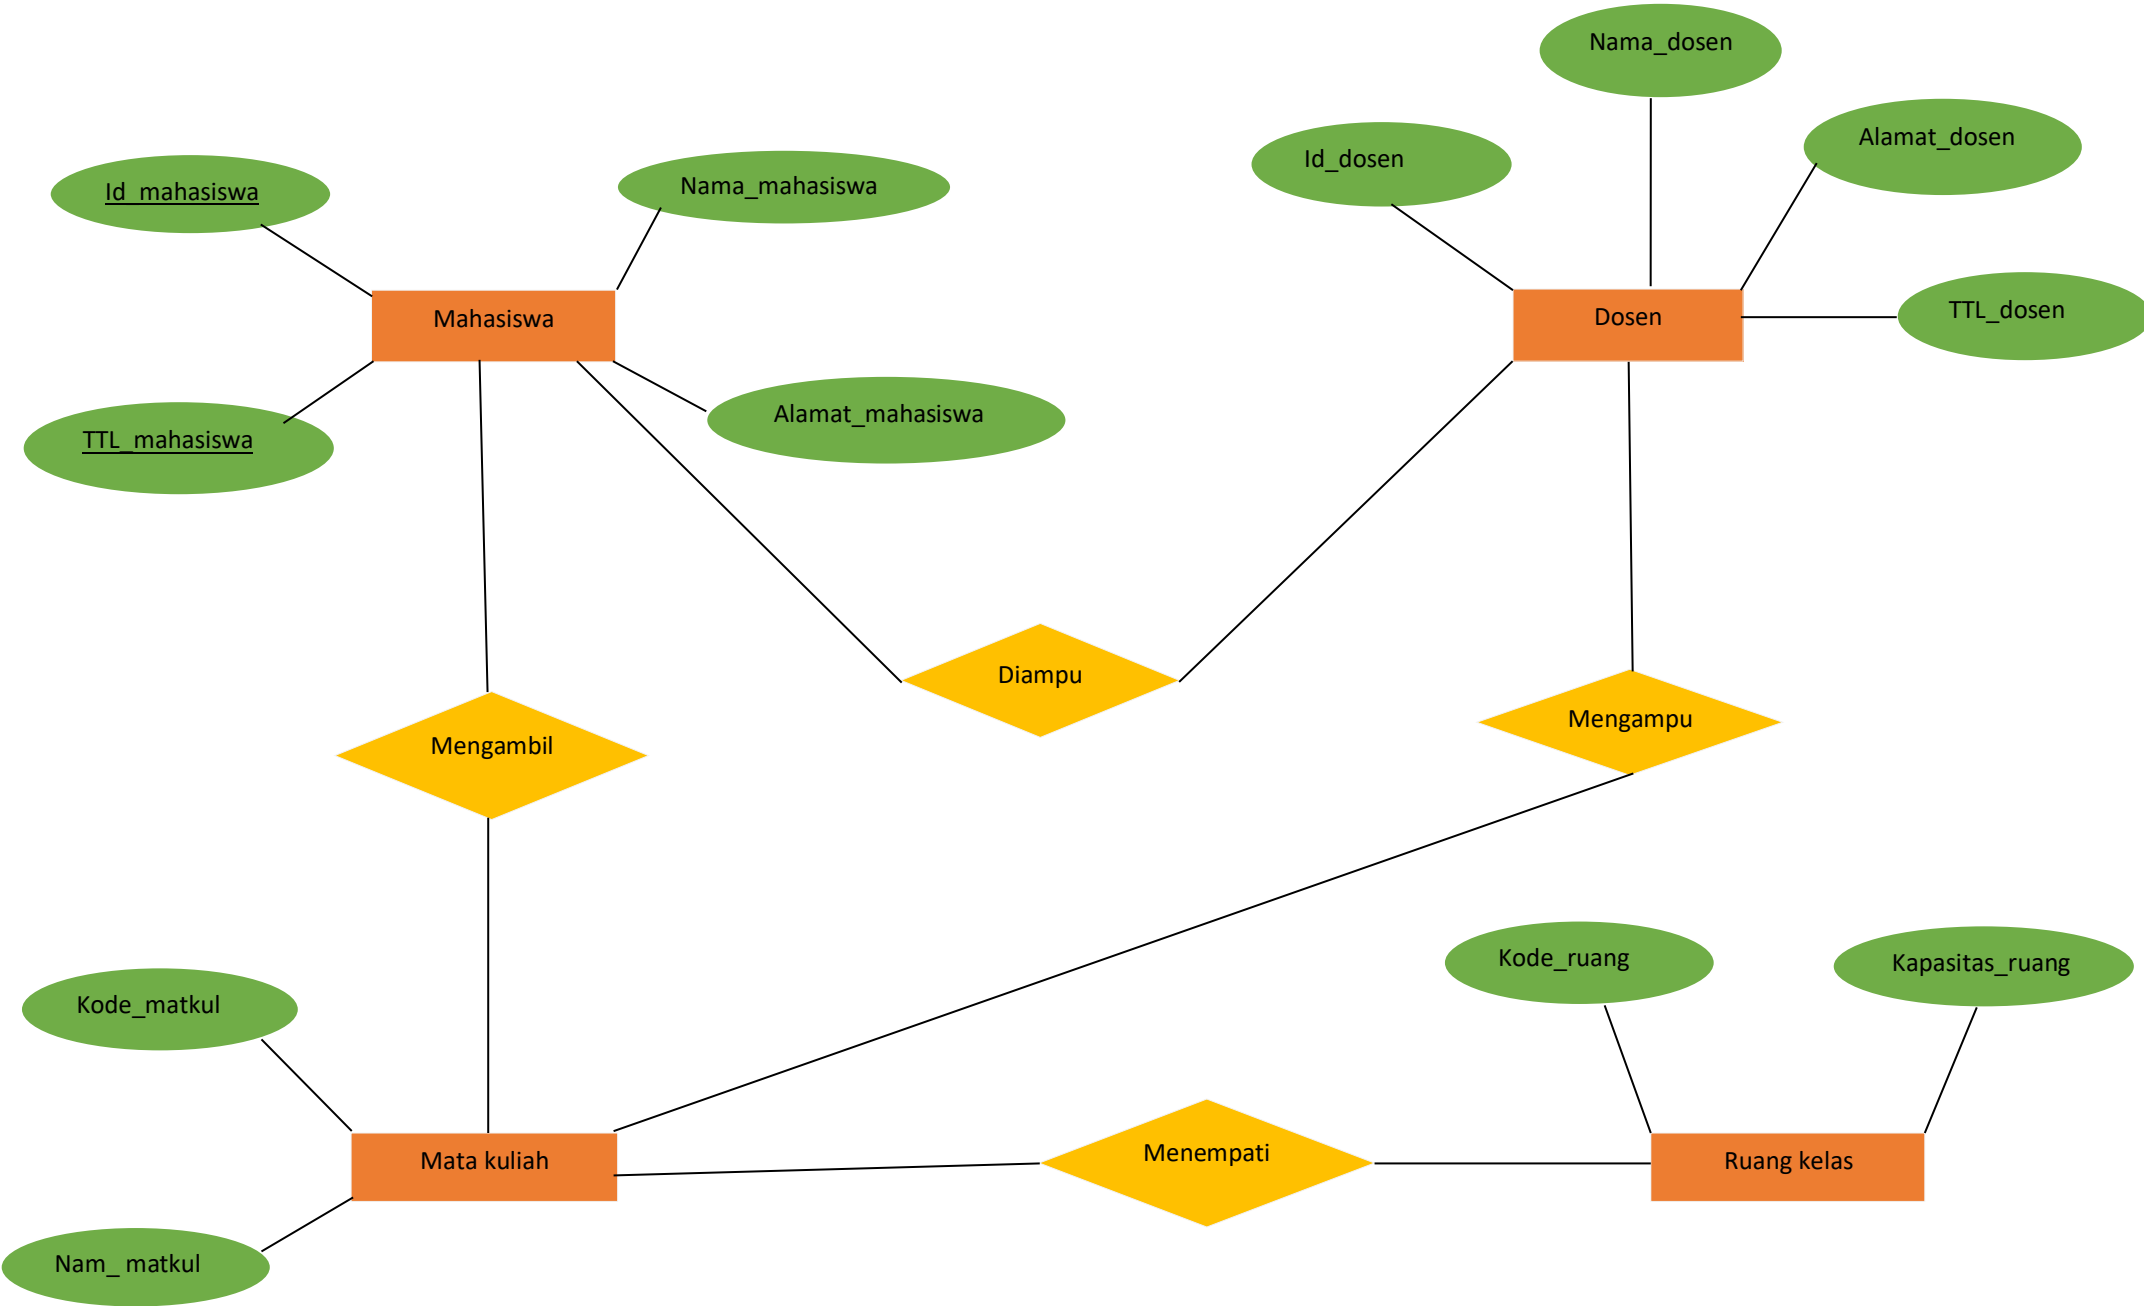 Nama_dosen
Alamat_dosen
Id_dosen
Nama_mahasiswa
Id_mahasiswa
TTL_dosen
Dosen
Mahasiswa
Alamat_mahasiswa
TTL_mahasiswa
Diampu
Mengampu
Mengambil
Kode_ruang
Kapasitas_ruang
Kode_matkul
Menempati
Mata kuliah
Ruang kelas
Nam_ matkul